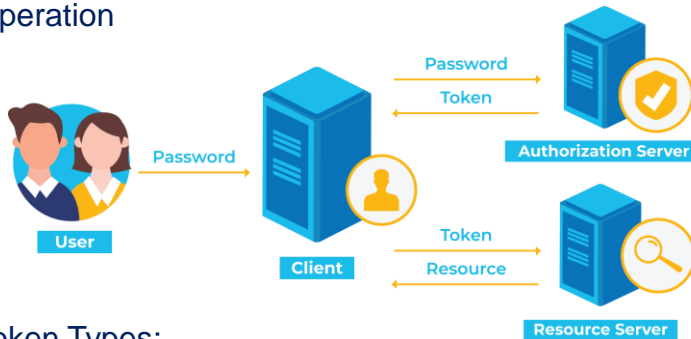 peration
Password
Token
Authorization Server
Password
User
Client
Token
Resource
Resource Server
oken Types: